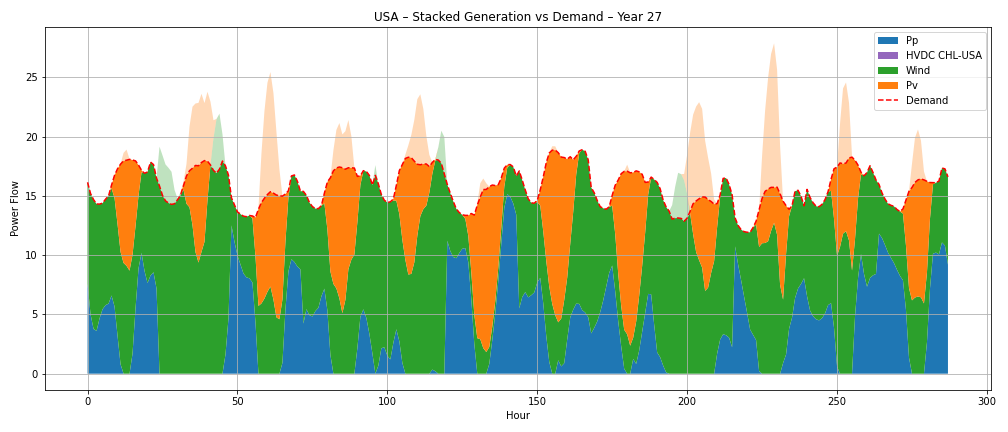 USA – Stacked Generation vs Demand – Year 27
Pp
HVDC CHL-USA
Wind
Pv
Demand
Power Flow
25
20
15
10
5
0
0 50 100 150 200 250 300
Hour